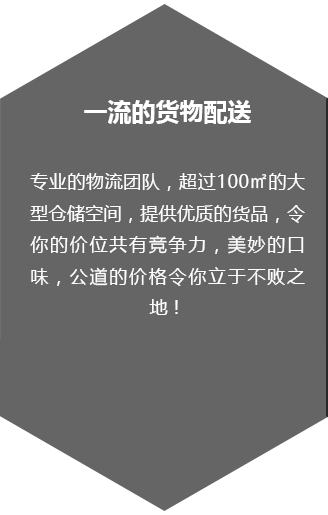 一流的货物配送
专业的物流团队，超过100㎡的大
型仓储空间，提供优质的货品，令
你的价位共有竞争力，美妙的口
味，公道的价格令你立于不败之
地！